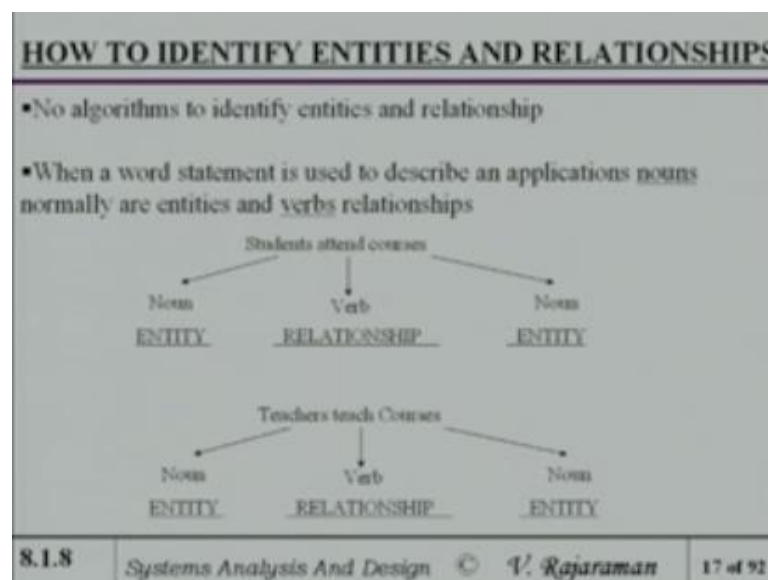 HOW TO IDENTIFY ENTITIES AND RELATIONSHIPS
▪No algorithms to identify entities and relationship
▪When a word statement is used to describe an applications nouns
normally are entities and verbs relationships
Students attend courses
Noun Verb Noun
ENTITY RELATIONSHIP ENTITY
Teachers teach Courses
Noun Verb Noun
ENTITY RELATIONSHIP ENTITY
8.1.8 Systems Analysis And Design © V. Rajaraman 17 of 92